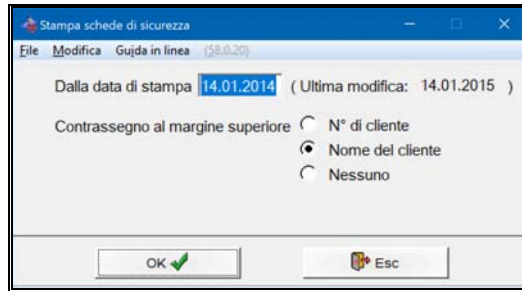 Stampa schede di sicurezza
File Modifica Gujda in linea (58.0.20)
Dalla data di stampa 14.01.2014 ( Ultima modifica: 14.01.2015 )
Contrassegno al margine superiore N° di cliente
Nome del cliente
Nessuno
OK Esc